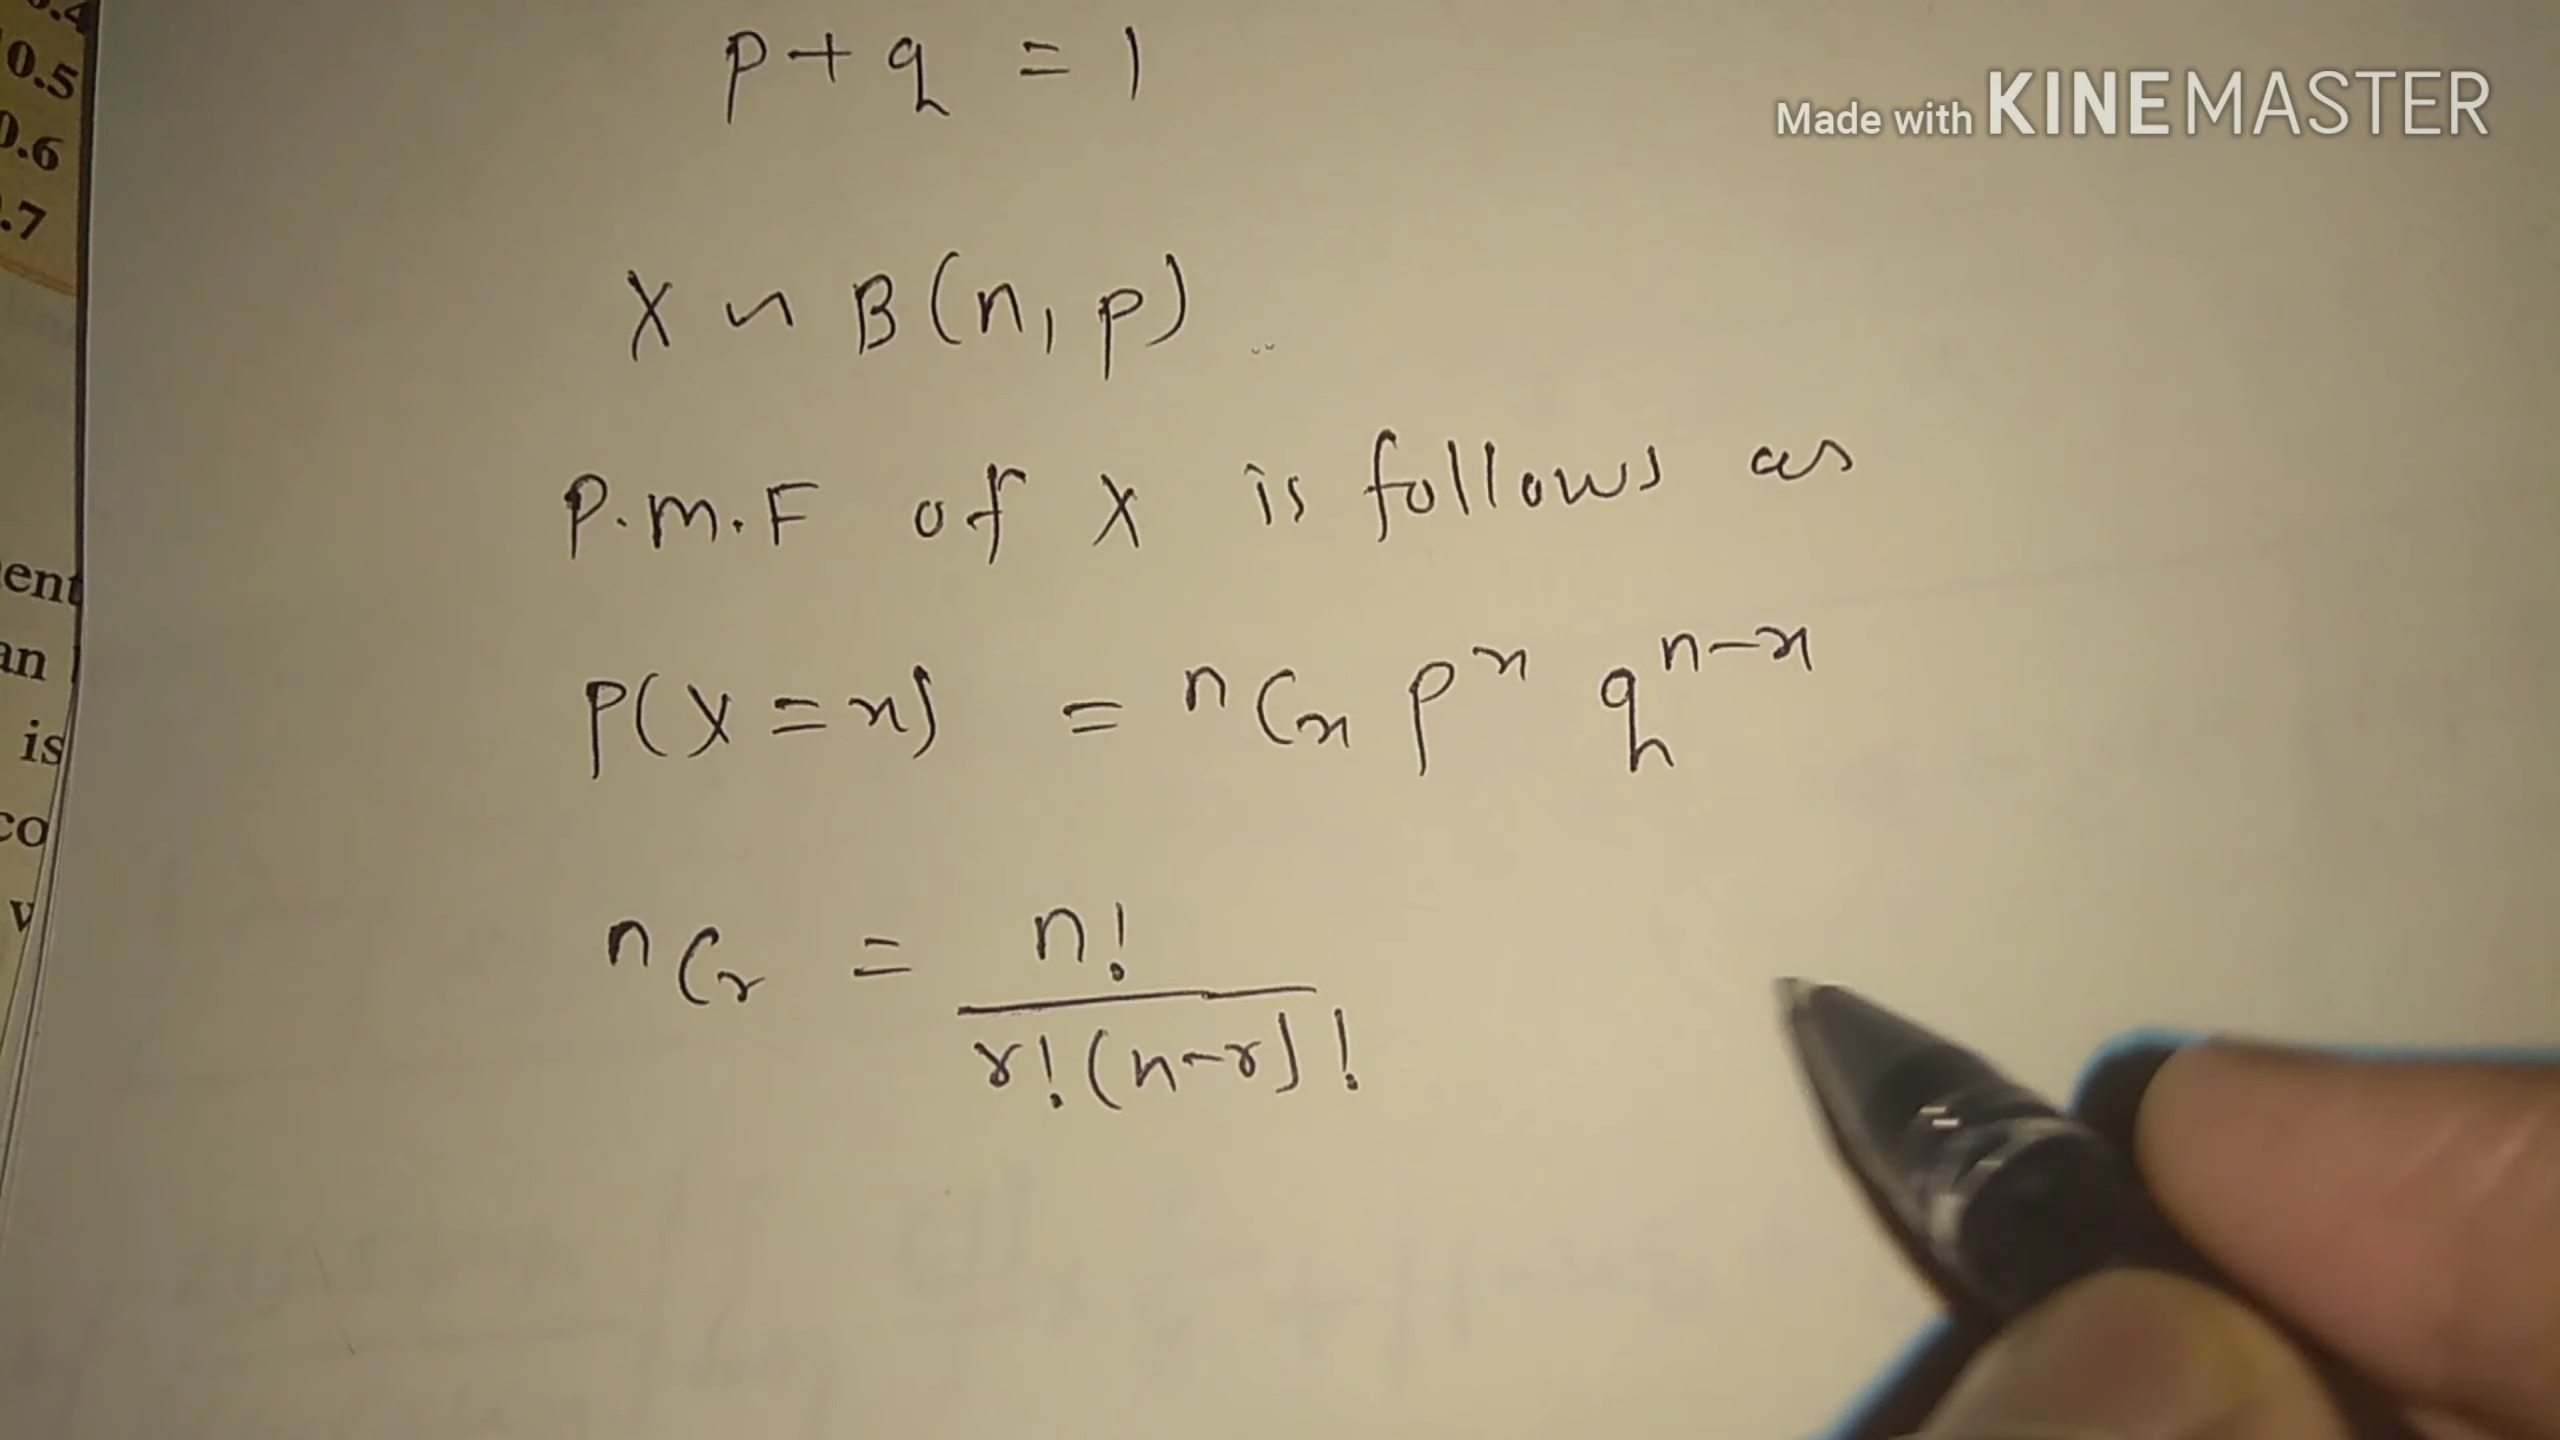 0.5
0.6
.7
ent
an
is
co
v
Made with KINEMASTER
p + q = 1
X ~ B(n, p)
P.M.F of X is follows as
P(X = x) = ⁿCₓ pˣ qⁿ⁻ˣ
ⁿCᵣ = n! / r!(n-r)!